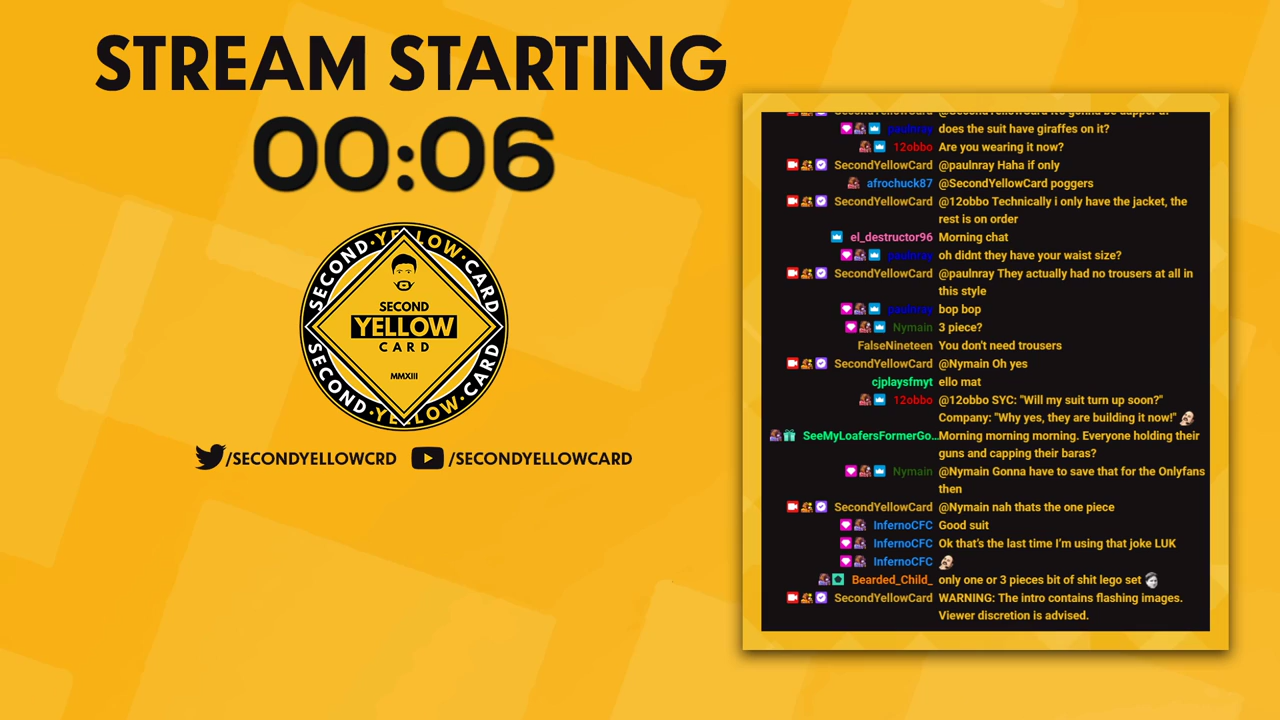 STREAM STARTING
00:06
SECOND·YELLOW·CARD
SECOND
YELLOW
CARD
MMXIII
SECOND·YELLOW·CARD
/SECONDYELLOWCRD /SECONDYELLOWCARD
paulnray does the suit have giraffes on it?
12obbo Are you wearing it now?
SecondYellowCard @paulnray Haha if only
afrochuck87 @SecondYellowCard poggers
SecondYellowCard @12obbo Technically i only have the jacket, the
rest is on order
el_destructor96 Morning chat
paulnray oh didnt they have your waist size?
SecondYellowCard @paulnray They actually had no trousers at all in
this style
paulnray bop bop
Nymain 3 piece?
FalseNineteen You don't need trousers
SecondYellowCard @Nymain Oh yes
cjplaysfmyt ello mat
12obbo @12obbo SYC: "Will my suit turn up soon?"
Company: "Why yes, they are building it now!"
SeeMyLoafersFormerGo... Morning morning morning. Everyone holding their
guns and capping their baras?
Nymain @Nymain Gonna have to save that for the Onlyfans
then
SecondYellowCard @Nymain nah thats the one piece
InfernoCFC Good suit
InfernoCFC Ok that's the last time I'm using that joke LUK
InfernoCFC
Bearded_Child_ only one or 3 pieces bit of shit lego set
SecondYellowCard WARNING: The intro contains flashing images.
Viewer discretion is advised.